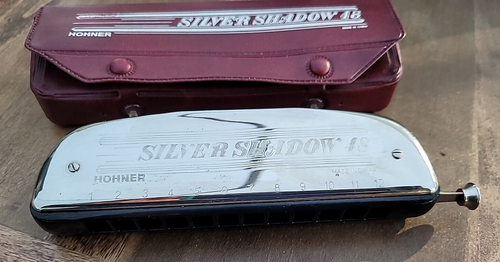 SILVER SHADOW 48
HOHNER
SILVER SHADOW 48
HOHNER
1 2 3 4 5 6 7 8 9 10 11 12